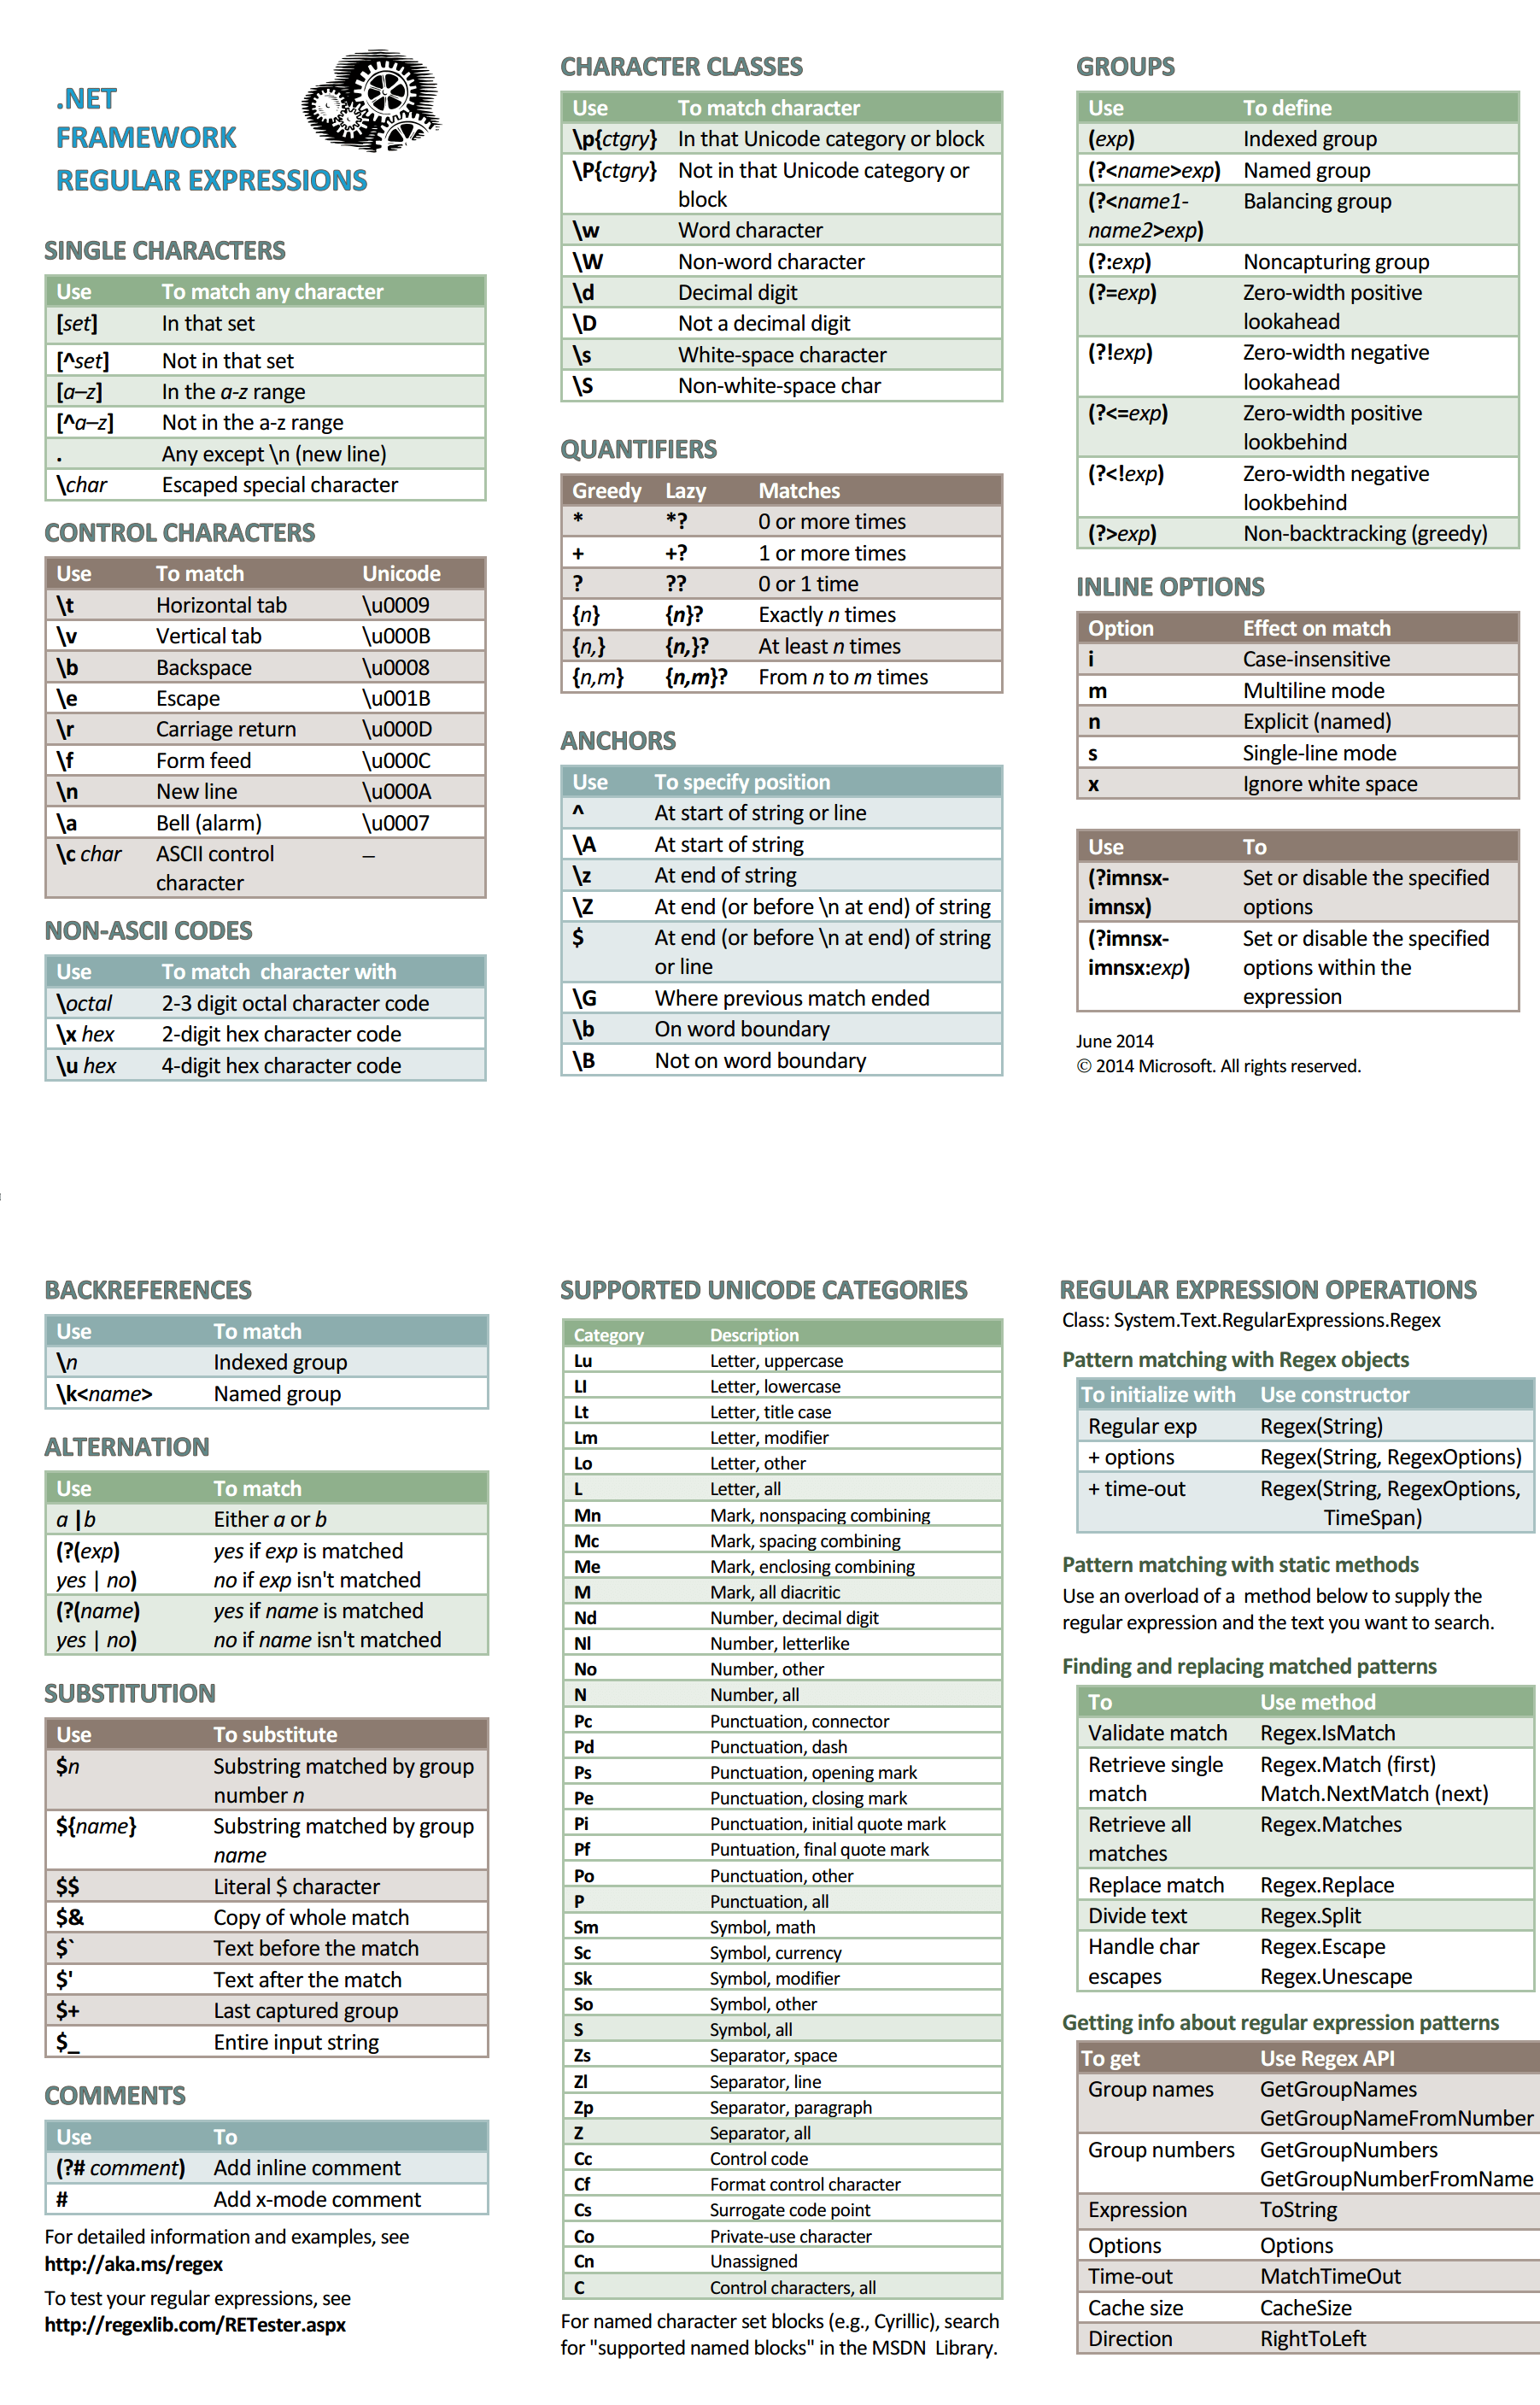 .NET
FRAMEWORK
REGULAR EXPRESSIONS
SINGLE CHARACTERS
Use To match any character
[set] In that set
[^set] Not in that set
[a–z] In the a-z range
[^a–z] Not in the a-z range
. Any except \n (new line)
\char Escaped special character
CONTROL CHARACTERS
Use To match Unicode
\t Horizontal tab \u0009
\v Vertical tab \u000B
\b Backspace \u0008
\e Escape \u001B
\r Carriage return \u000D
\f Form feed \u000C
\n New line \u000A
\a Bell (alarm) \u0007
\c char ASCII control –
character
NON-ASCII CODES
Use To match character with
\octal 2-3 digit octal character code
\x hex 2-digit hex character code
\u hex 4-digit hex character code
CHARACTER CLASSES
Use To match character
\p{ctgry} In that Unicode category or block
\P{ctgry} Not in that Unicode category or
block
\w Word character
\W Non-word character
\d Decimal digit
\D Not a decimal digit
\s White-space character
\S Non-white-space char
QUANTIFIERS
Greedy Lazy Matches
* *? 0 or more times
+ +? 1 or more times
? ?? 0 or 1 time
{n} {n}? Exactly n times
{n,} {n,}? At least n times
{n,m} {n,m}? From n to m times
ANCHORS
Use To specify position
^ At start of string or line
\A At start of string
\z At end of string
\Z At end (or before \n at end) of string
$ At end (or before \n at end) of string
or line
\G Where previous match ended
\b On word boundary
\B Not on word boundary
GROUPS
Use To define
(exp) Indexed group
(?<name>exp) Named group
(?<name1- Balancing group
name2>exp)
(?:exp) Noncapturing group
(?=exp) Zero-width positive
lookahead
(?!exp) Zero-width negative
lookahead
(?<=exp) Zero-width positive
lookbehind
(?<!exp) Zero-width negative
lookbehind
(?>exp) Non-backtracking (greedy)
INLINE OPTIONS
Option Effect on match
i Case-insensitive
m Multiline mode
n Explicit (named)
s Single-line mode
x Ignore white space
Use To
(?imnsx- Set or disable the specified
imnsx) options
(?imnsx- Set or disable the specified
imnsx:exp) options within the
expression
June 2014
© 2014 Microsoft. All rights reserved.
BACKREFERENCES
Use To match
\n Indexed group
\k<name> Named group
ALTERNATION
Use To match
a |b Either a or b
(?(exp) yes if exp is matched
yes | no) no if exp isn't matched
(?(name) yes if name is matched
yes | no) no if name isn't matched
SUBSTITUTION
Use To substitute
$n Substring matched by group
number n
${name} Substring matched by group
name
$$ Literal $ character
$& Copy of whole match
$` Text before the match
$' Text after the match
$+ Last captured group
$_ Entire input string
COMMENTS
Use To
(?# comment) Add inline comment
# Add x-mode comment
For detailed information and examples, see
http://aka.ms/regex
To test your regular expressions, see
http://regexlib.com/RETester.aspx
SUPPORTED UNICODE CATEGORIES
Category Description
Lu Letter, uppercase
Ll Letter, lowercase
Lt Letter, title case
Lm Letter, modifier
Lo Letter, other
L Letter, all
Mn Mark, nonspacing combining
Mc Mark, spacing combining
Me Mark, enclosing combining
M Mark, all diacritic
Nd Number, decimal digit
Nl Number, letterlike
No Number, other
N Number, all
Pc Punctuation, connector
Pd Punctuation, dash
Ps Punctuation, opening mark
Pe Punctuation, closing mark
Pi Punctuation, initial quote mark
Pf Puntuation, final quote mark
Po Punctuation, other
P Punctuation, all
Sm Symbol, math
Sc Symbol, currency
Sk Symbol, modifier
So Symbol, other
S Symbol, all
Zs Separator, space
Zl Separator, line
Zp Separator, paragraph
Z Separator, all
Cc Control code
Cf Format control character
Cs Surrogate code point
Co Private-use character
Cn Unassigned
C Control characters, all
For named character set blocks (e.g., Cyrillic), search
for "supported named blocks" in the MSDN Library.
REGULAR EXPRESSION OPERATIONS
Class: System.Text.RegularExpressions.Regex
Pattern matching with Regex objects
To initialize with Use constructor
Regular exp Regex(String)
+ options Regex(String, RegexOptions)
+ time-out Regex(String, RegexOptions,
TimeSpan)
Pattern matching with static methods
Use an overload of a method below to supply the
regular expression and the text you want to search.
Finding and replacing matched patterns
To Use method
Validate match Regex.IsMatch
Retrieve single Regex.Match (first)
match Match.NextMatch (next)
Retrieve all Regex.Matches
matches
Replace match Regex.Replace
Divide text Regex.Split
Handle char Regex.Escape
escapes Regex.Unescape
Getting info about regular expression patterns
To get Use Regex API
Group names GetGroupNames
GetGroupNameFromNumber
Group numbers GetGroupNumbers
GetGroupNumberFromName
Expression ToString
Options Options
Time-out MatchTimeOut
Cache size CacheSize
Direction RightToLeft